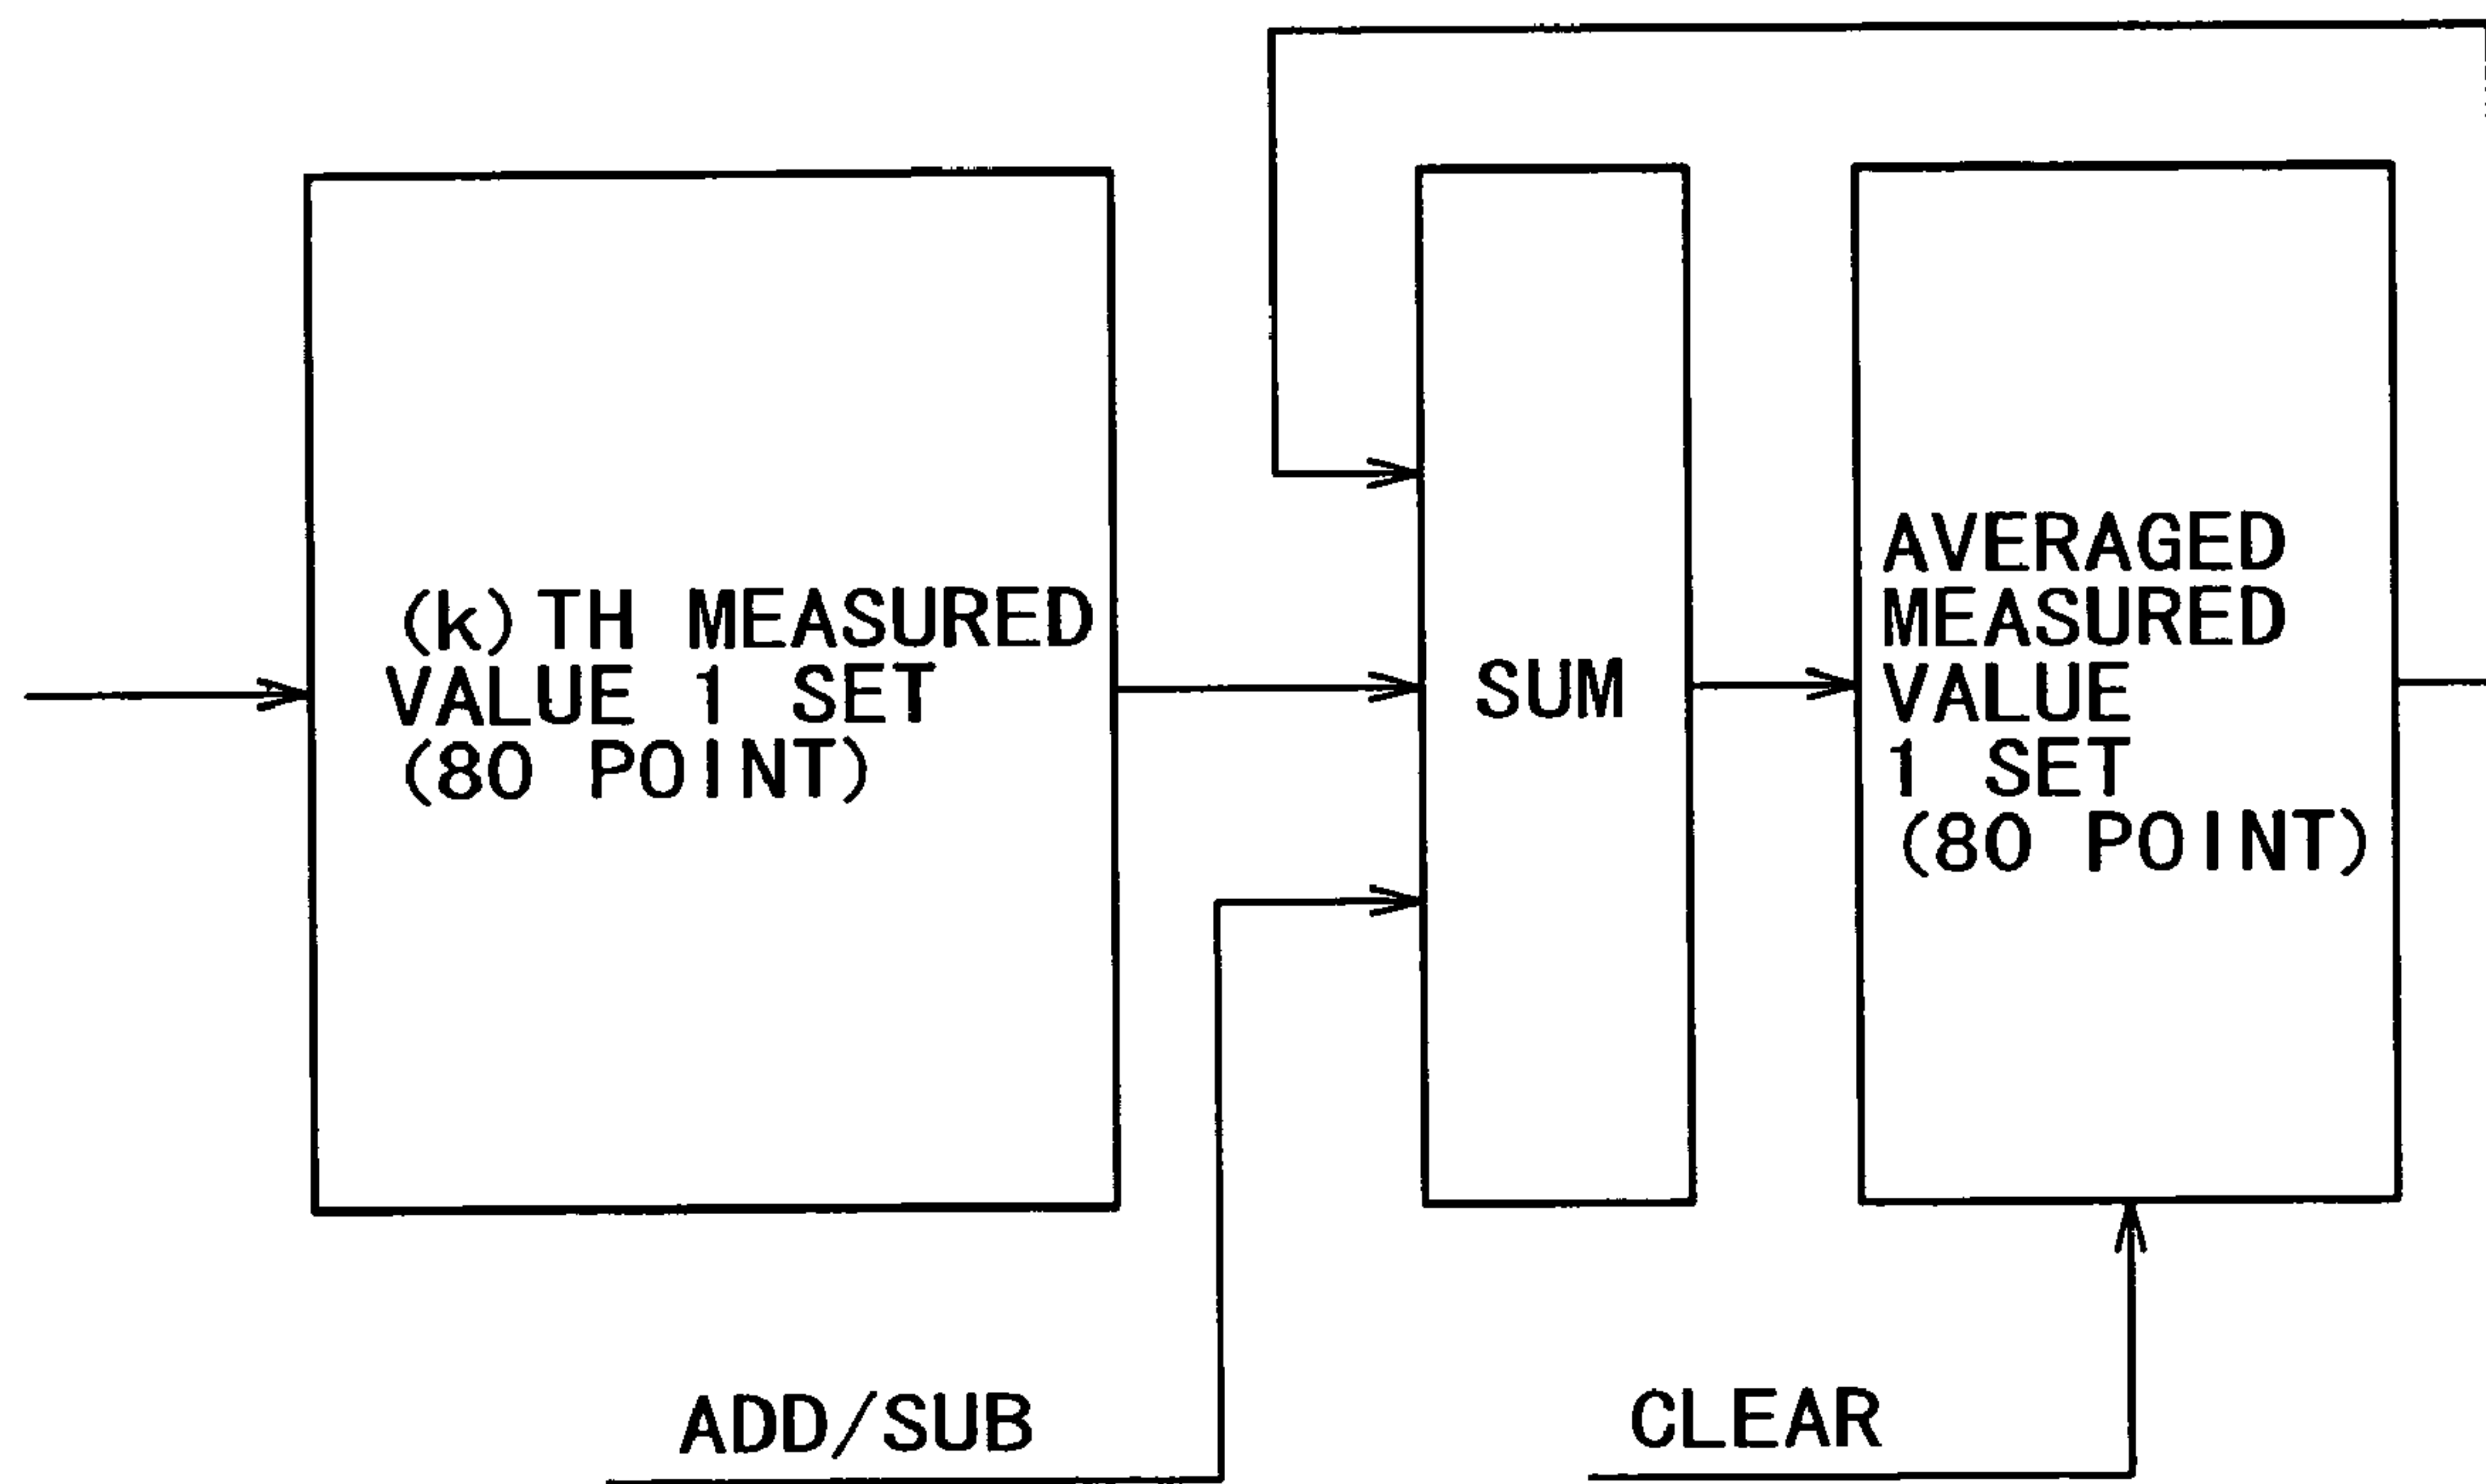 (k)TH MEASURED
VALUE 1 SET
(80 POINT)
SUM
AVERAGED
MEASURED
VALUE
1 SET
(80 POINT)
ADD/SUB
CLEAR